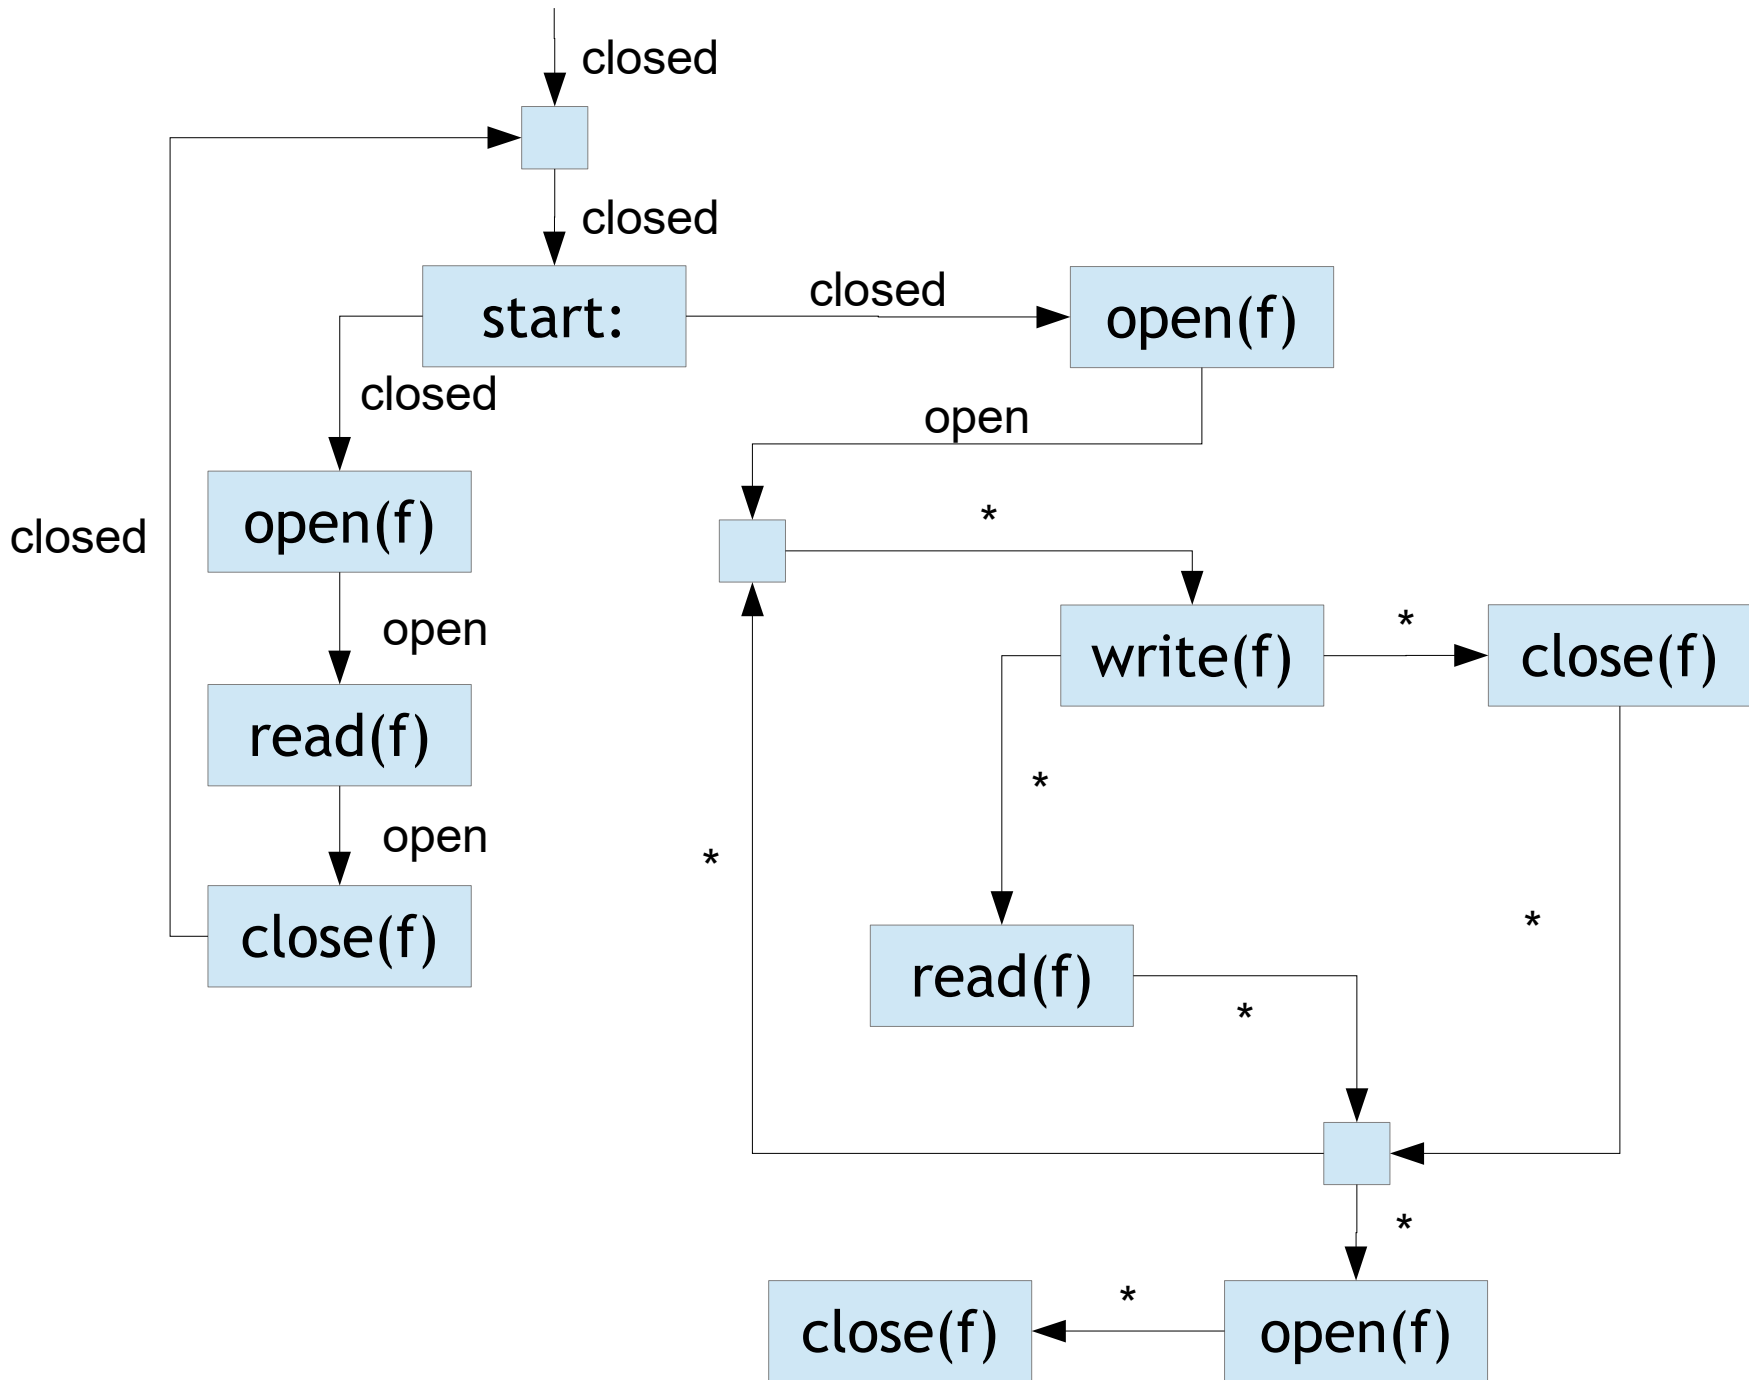 closed
closed
start:
closed
open(f)
closed
open
open(f)
*
closed
open
write(f)
*
close(f)
read(f)
*
open
*
*
close(f)
read(f)
*
*
*
close(f)
open(f)